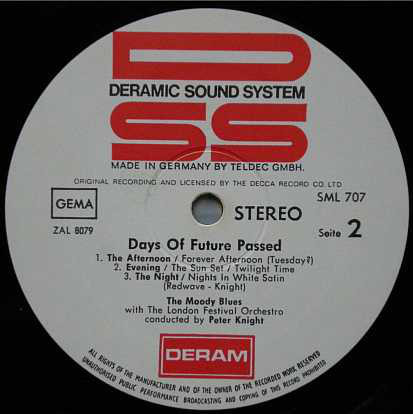 DSS
DERAMIC SOUND SYSTEM
MADE IN GERMANY BY TELDEC GMBH.
ORIGINAL RECORDING AND LICENSED BY THE DECCA RECORD CO. LTD
GEMA
STEREO
SML 707
ZAL 8079
Seite 2
Days Of Future Passed
1. The Afternoon / Forever Afternoon (Tuesday?)
2. Evening / The Sun Set / Twilight Time
3. The Night / Nights In White Satin
(Redwave - Knight)
The Moody Blues
with The London Festival Orchestro
conducted by Peter Knight
DERAM
ALL RIGHTS OF THE MANUFACTURER AND OF THE OWNER OF THE RECORDED WORK RESERVED
UNAUTHORISED PUBLIC PERFORMANCE BROADCASTING AND COPYING OF THIS RECORD PROHIBITED